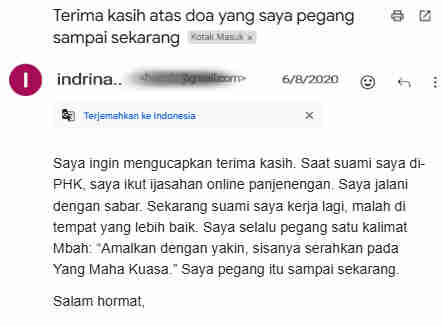 Terima kasih atas doa yang saya pegang
sampai sekarang Kotak Masuk x
I
indrina.. 6/8/2020
Terjemahkan ke Indonesia
Saya ingin mengucapkan terima kasih. Saat suami saya di-
PHK, saya ikut ijasahan online panjenengan. Saya jalani
dengan sabar. Sekarang suami saya kerja lagi, malah di
tempat yang lebih baik. Saya selalu pegang satu kalimat
Mbah: "Amalkan dengan yakin, sisanya serahkan pada
Yang Maha Kuasa." Saya pegang itu sampai sekarang.
Salam hormat,